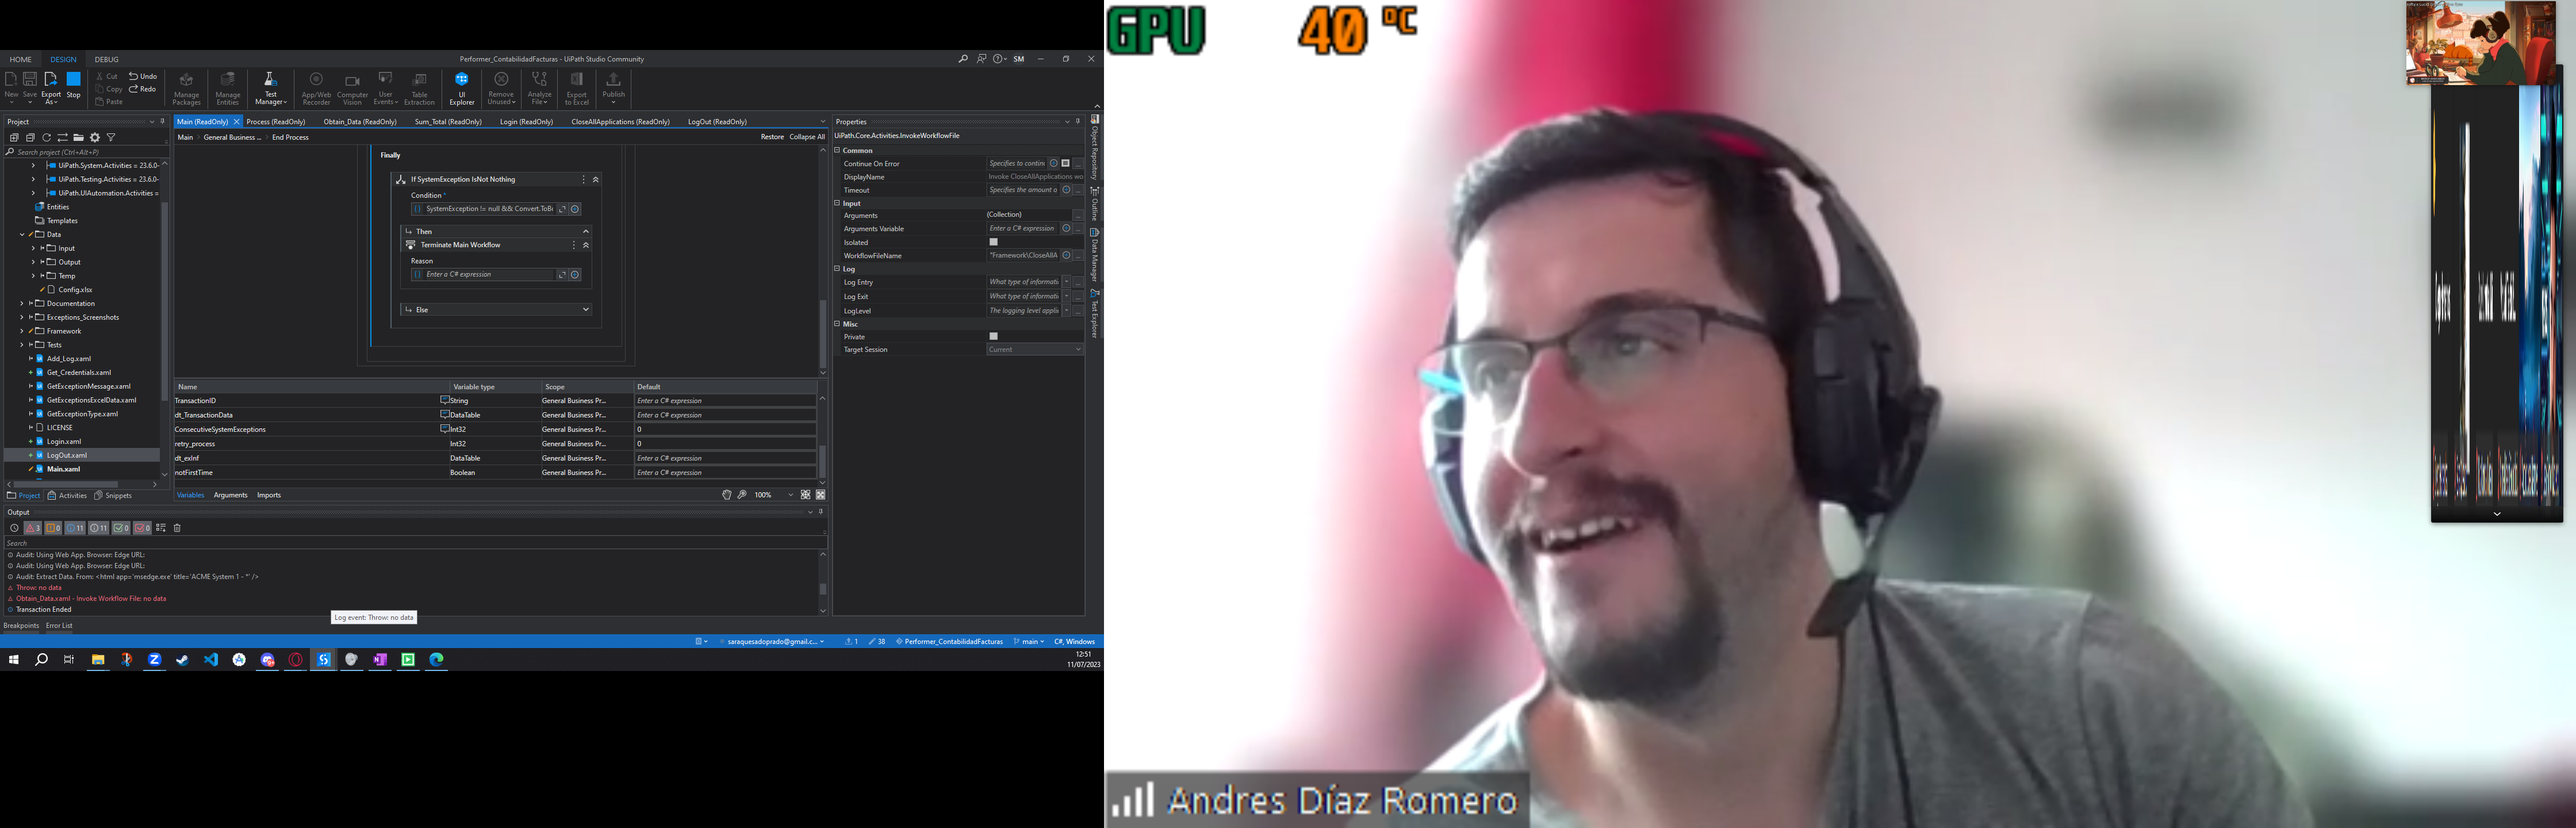 HOME DESIGN DEBUG
Performer_ContabilidadFacturas - UiPath Studio Community
SM
New Save Export As Stop
Cut Copy Paste
Undo Redo
Manage Packages
Manage Entities
Test Manager
App/Web Recorder
Computer Vision
User Events
Table Extraction
UI Explorer
Remove Unused
Analyze File
Export to Excel
Publish
Project
Search project (Ctrl+Alt+P)
UiPath.System.Activities = 23.6.0-
UiPath.Testing.Activities = 23.6.0-
UiPath.UIAutomation.Activities =
Entities
Templates
Data
Input
Output
Temp
Config.xlsx
Documentation
Exceptions_Screenshots
Framework
Tests
Add_Log.xaml
Get_Credentials.xaml
GetExceptionMessage.xaml
GetExceptionsExcelData.xaml
GetExceptionType.xaml
LICENSE
Login.xaml
LogOut.xaml
Main.xaml
Project Activities Snippets
Main (ReadOnly) Process (ReadOnly) Obtain_Data (ReadOnly) Sum_Total (ReadOnly) Login (ReadOnly) CloseAllApplications (ReadOnly) LogOut (ReadOnly)
Main General Business ... End Process
Restore Collapse All
Finally
If SystemException IsNot Nothing
Condition *
SystemException != null && Convert.ToB
Then
Terminate Main Workflow
Reason
Enter a C# expression
Else
Name Variable type Scope Default
TransactionID String General Business Pr... Enter a C# expression
dt_TransactionData DataTable General Business Pr... Enter a C# expression
ConsecutiveSystemExceptions Int32 General Business Pr... 0
retry_process Int32 General Business Pr... 0
dt_exInf DataTable General Business Pr... Enter a C# expression
notFirstTime Boolean General Business Pr... Enter a C# expression
Variables Arguments Imports
100%
Properties
UiPath.Core.Activities.InvokeWorkflowFile
Common
Continue On Error Specifies to contin
DisplayName Invoke CloseAllApplications wo
Timeout Specifies the amount o
Input
Arguments (Collection)
Arguments Variable Enter a C# expression
Isolated
WorkflowFileName "Framework\CloseAllA
Log
Log Entry What type of informati
Log Exit What type of informati
LogLevel The logging level appli
Misc
Private
Target Session Current
Object Repository
Outline
Data Manager
Test Explorer
Output
3 0 11 11 0 0
Search
Audit: Using Web App. Browser: Edge URL:
Audit: Using Web App. Browser: Edge URL:
Audit: Extract Data. From: <html app='msedge.exe' title='ACME System 1 - *' />
Throw: no data
Obtain_Data.xaml - Invoke Workflow File: no data
Transaction Ended
Log event: Throw: no data
Breakpoints Error List
saraquesadoprado@gmail.c...
1 38 Performer_ContabilidadFacturas main C#, Windows
12:51
11/07/2023
GPU 40 ºC
Andres Díaz Romero